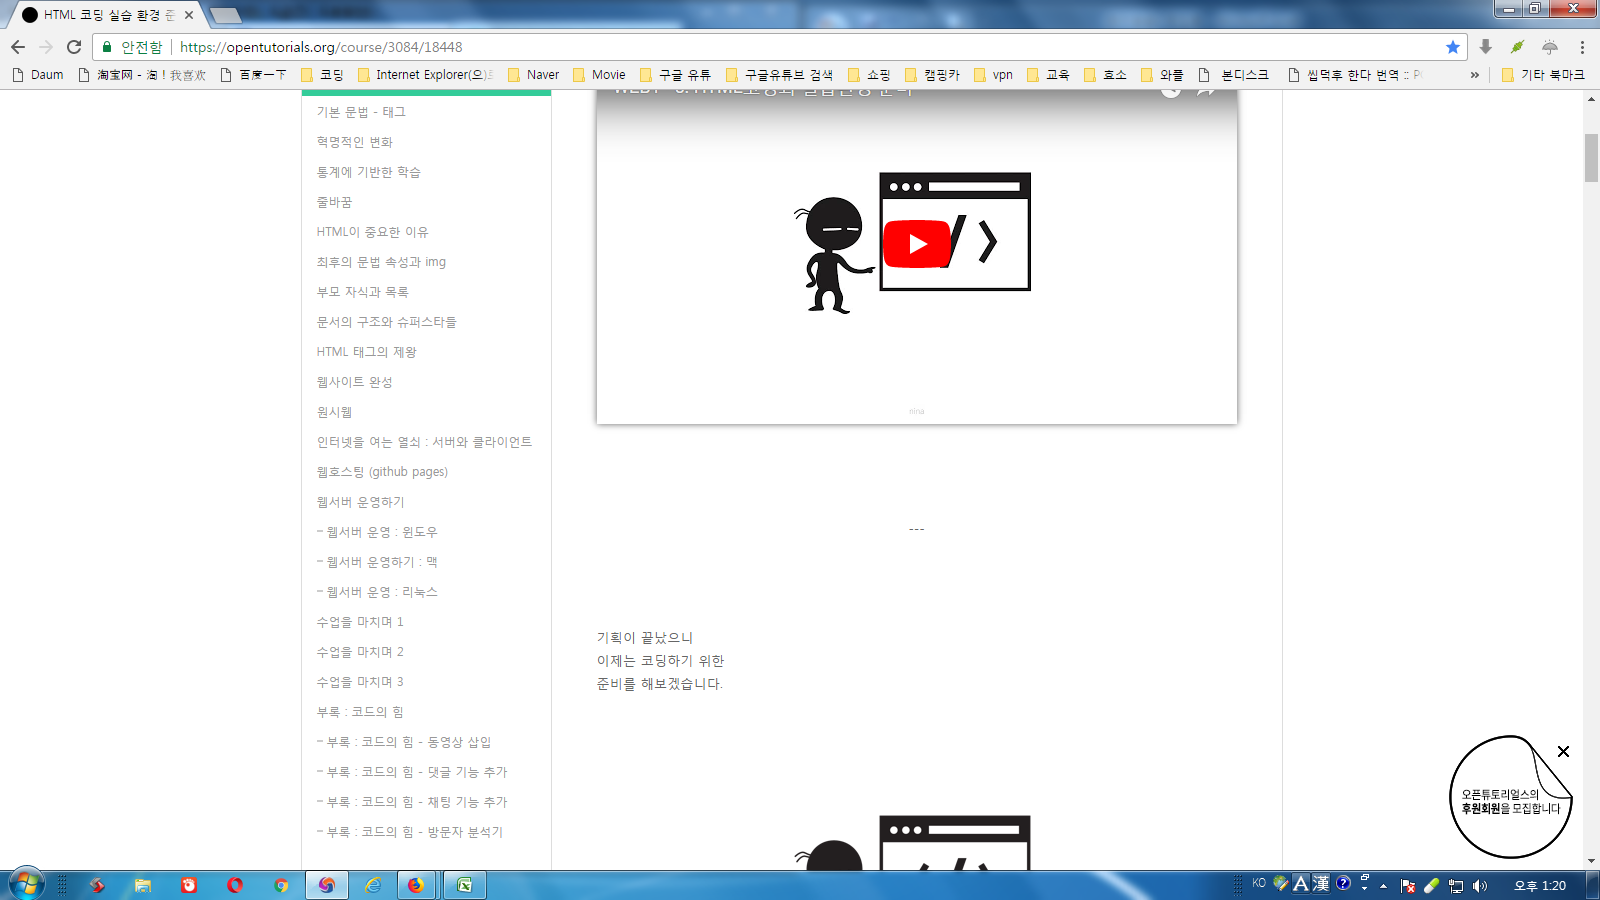 HTML 코딩 실습 환경 준
안전함
https://opentutorials.org/course/3084/18448
Daum
淘宝网 - 淘！我喜欢
百度一下
코딩
Internet Explorer(으)
Naver
Movie
구글 유튜
구글유튜브 검색
쇼핑
캠핑카
vpn
교육
효소
와플
본디스크
씹덕후 한다 번역 :: P
»
기타 북마크
기본 문법 - 태그
혁명적인 변화
통계에 기반한 학습
줄바꿈
HTML이 중요한 이유
최후의 문법 속성과 img
부모 자식과 목록
문서의 구조와 슈퍼스타들
HTML 태그의 제왕
웹사이트 완성
원시웹
인터넷을 여는 열쇠 : 서버와 클라이언트
웹호스팅 (github pages)
웹서버 운영하기
- 웹서버 운영 : 윈도우
- 웹서버 운영하기 : 맥
- 웹서버 운영 : 리눅스
수업을 마치며 1
수업을 마치며 2
수업을 마치며 3
부록 : 코드의 힘
- 부록 : 코드의 힘 - 동영상 삽입
- 부록 : 코드의 힘 - 댓글 기능 추가
- 부록 : 코드의 힘 - 채팅 기능 추가
- 부록 : 코드의 힘 - 방문자 분석기
nina
---
기획이 끝났으니
이제는 코딩하기 위한
준비를 해보겠습니다.
오픈튜토리얼스의
후원회원을 모집합니다
KO
A 漢
오후 1:20